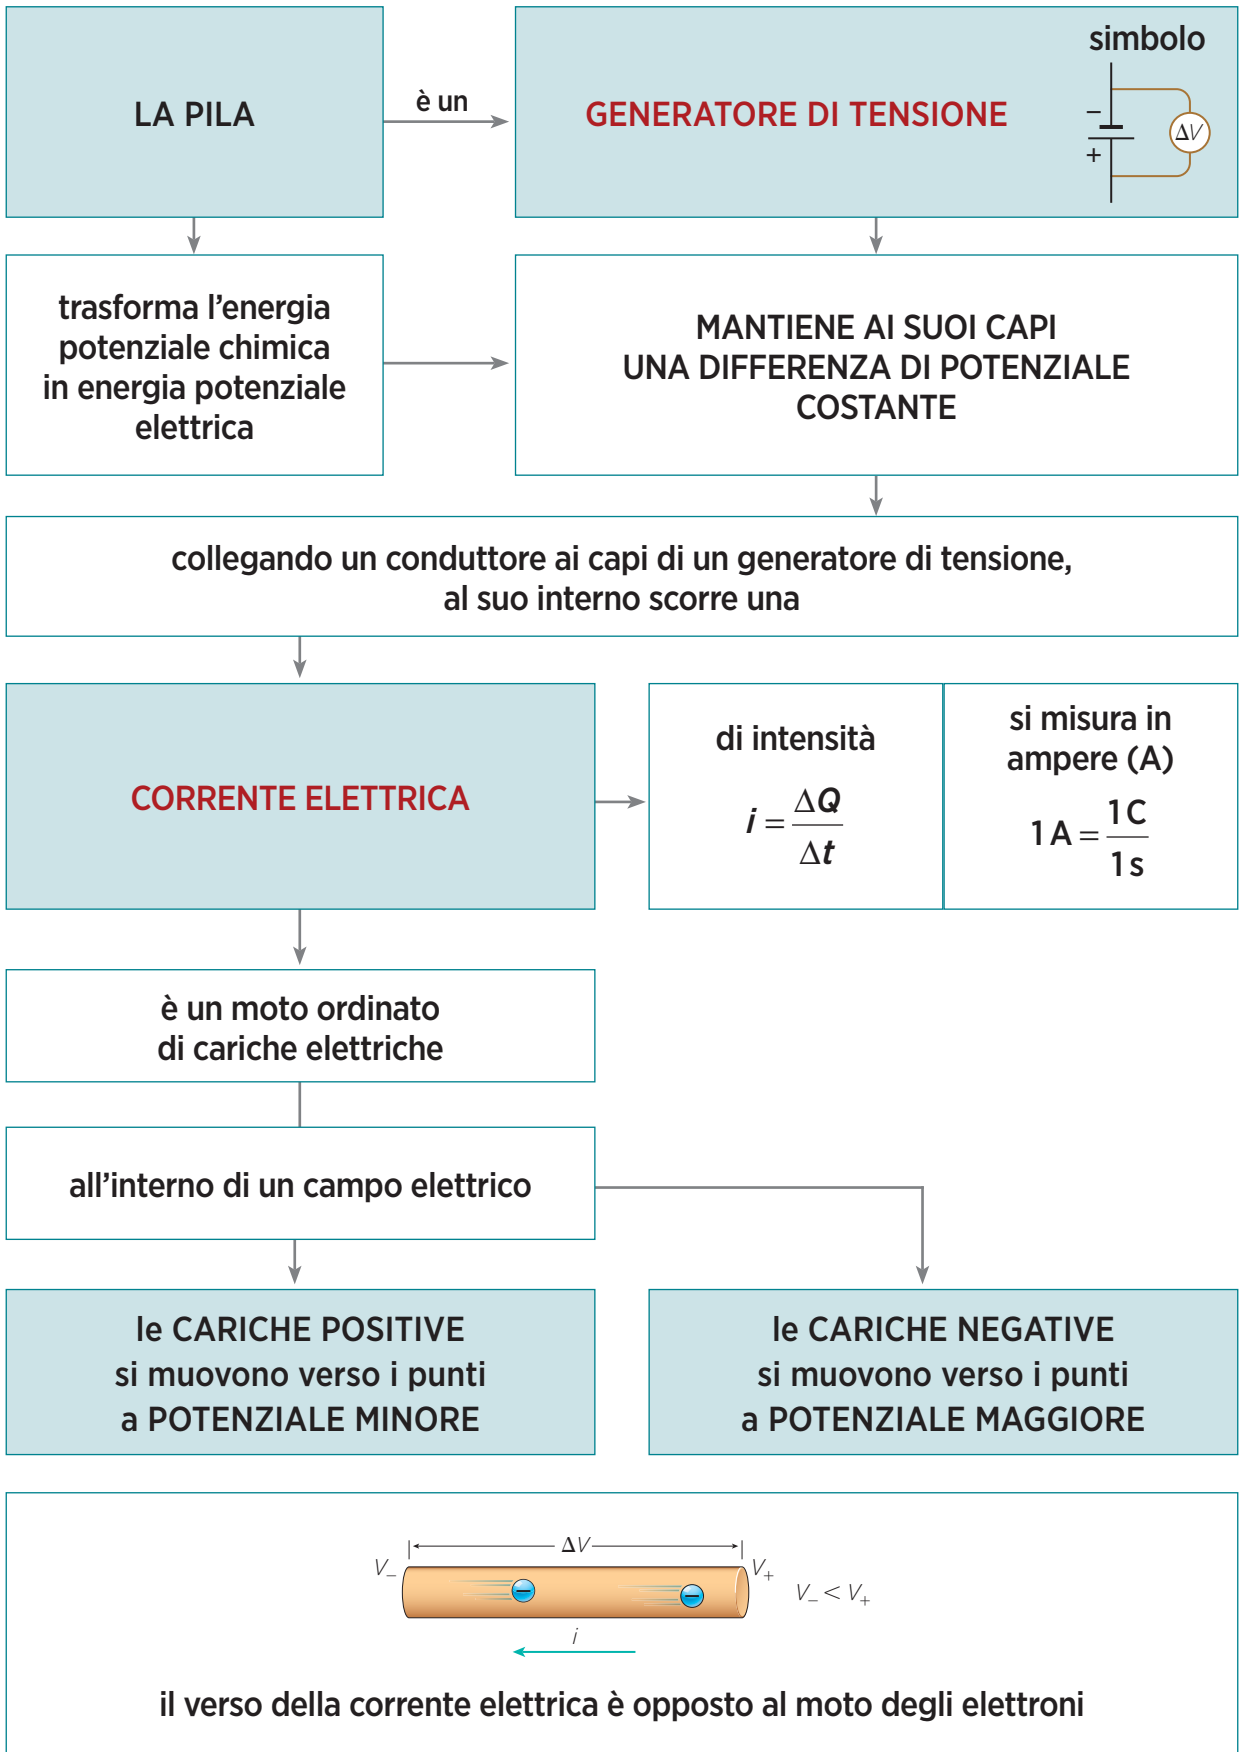 LA PILA
è un
GENERATORE DI TENSIONE
simbolo
−
+
ΔV
trasforma l'energia
potenziale chimica
in energia potenziale
elettrica
MANTIENE AI SUOI CAPI
UNA DIFFERENZA DI POTENZIALE
COSTANTE
collegando un conduttore ai capi di un generatore di tensione,
al suo interno scorre una
CORRENTE ELETTRICA
di intensità
i = ΔQ / Δt
si misura in
ampere (A)
1 A = 1 C / 1 s
è un moto ordinato
di cariche elettriche
all'interno di un campo elettrico
le CARICHE POSITIVE
si muovono verso i punti
a POTENZIALE MINORE
le CARICHE NEGATIVE
si muovono verso i punti
a POTENZIALE MAGGIORE
ΔV
V₋
V₊
V₋ < V₊
− −
i
il verso della corrente elettrica è opposto al moto degli elettroni